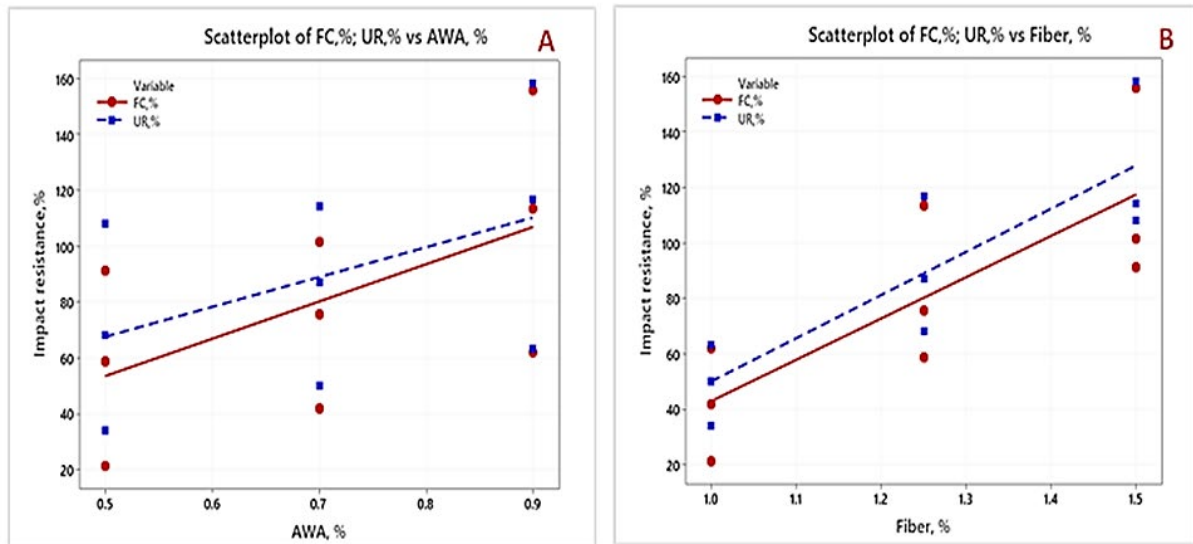 Scatterplot of FC,%; UR,% vs AWA, %
A
Variable
FC,%
UR,%
Impact resistance,%
160
140
120
100
80
60
40
20
0.5
0.6
0.7
0.8
0.9
AWA, %
Scatterplot of FC,%; UR,% vs Fiber, %
B
Variable
FC,%
UR,%
Impact resistance, %
160
140
120
100
80
60
40
20
1.0
1.1
1.2
1.3
1.4
1.5
Fiber, %